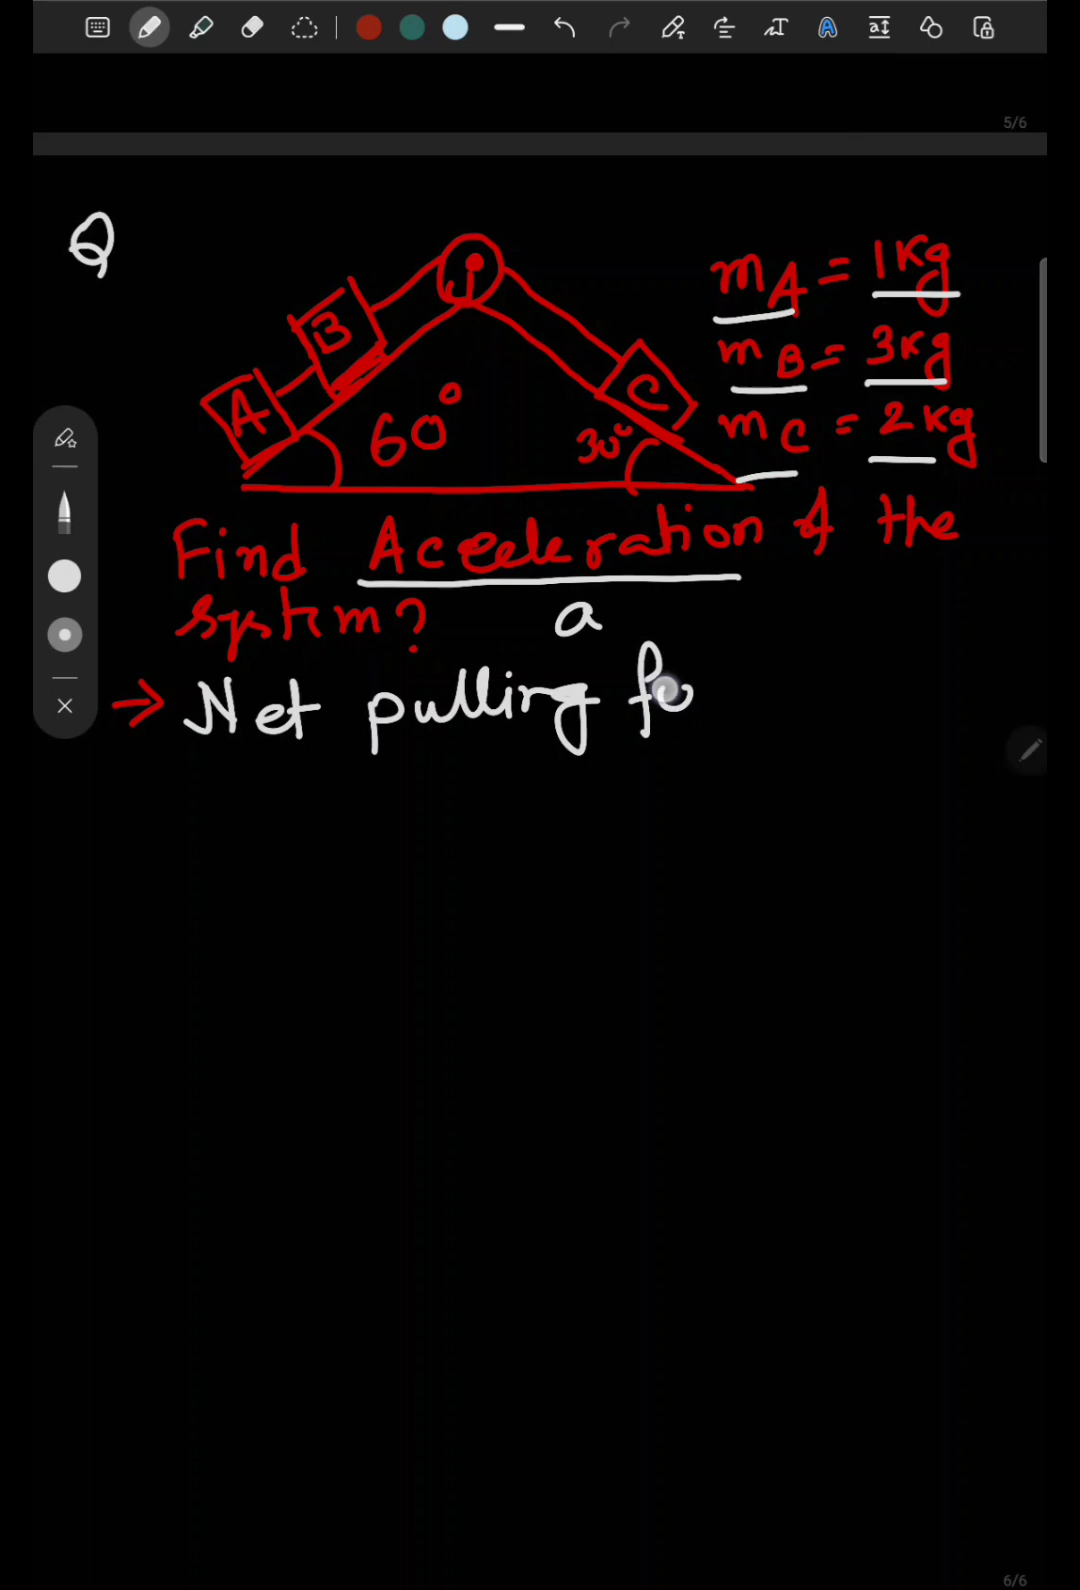 5/6
Q
mA = 1Kg
B
mB = 3Kg
A
60°
30°
C
mC = 2Kg
Find Acceleration of the
system?
a
→ Net pulling fo
6/6